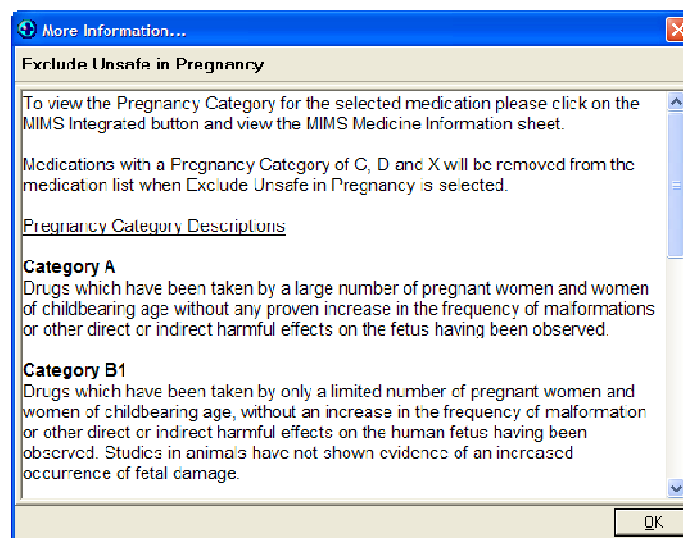 More Information...
Exclude Unsafe in Pregnancy
To view the Pregnancy Category for the selected medication please click on the
MIMS Integrated button and view the MIMS Medicine Information sheet.
Medications with a Pregnancy Category of C, D and X will be removed from the
medication list when Exclude Unsafe in Pregnancy is selected.
Pregnancy Category Descriptions
Category A
Drugs which have been taken by a large number of pregnant women and women
of childbearing age without any proven increase in the frequency of malformations
or other direct or indirect harmful effects on the fetus having been observed.
Category B1
Drugs which have been taken by only a limited number of pregnant women and
women of childbearing age, without an increase in the frequency of malformation
or other direct or indirect harmful effects on the human fetus having been
observed. Studies in animals have not shown evidence of an increased
occurrence of fetal damage.
OK